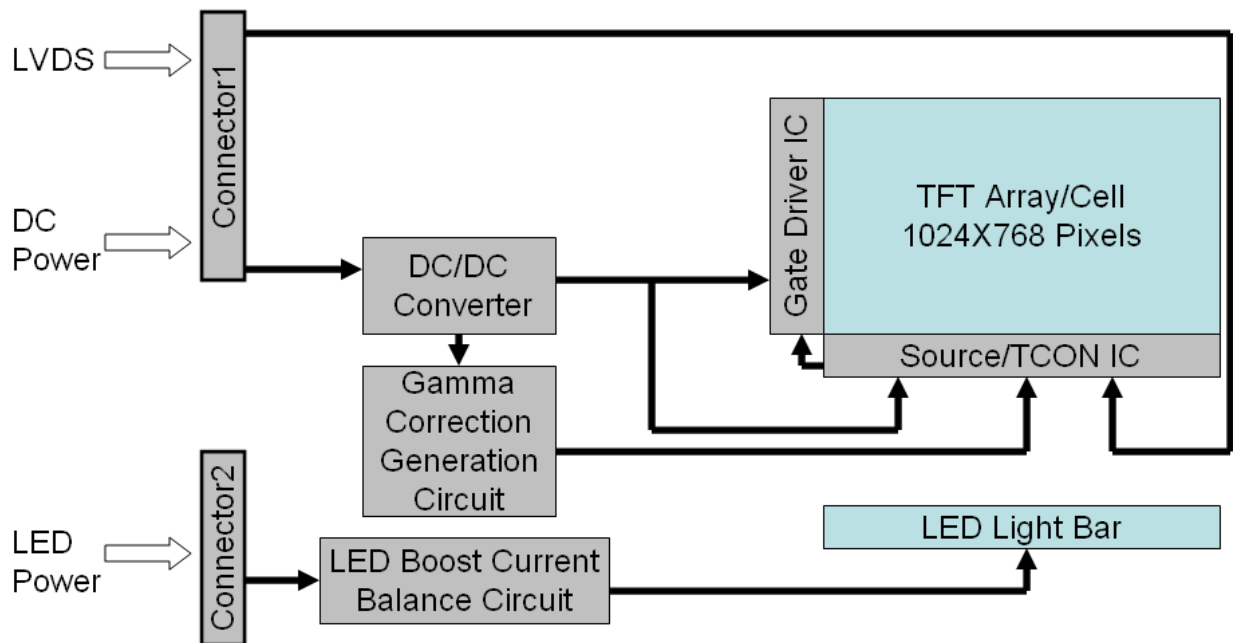 LVDS
Connector1
DC
Power
DC/DC
Converter
Gate Driver IC
TFT Array/Cell
1024X768 Pixels
Source/TCON IC
Gamma
Correction
Generation
Circuit
LED
Power
Connector2
LED Boost Current
Balance Circuit
LED Light Bar